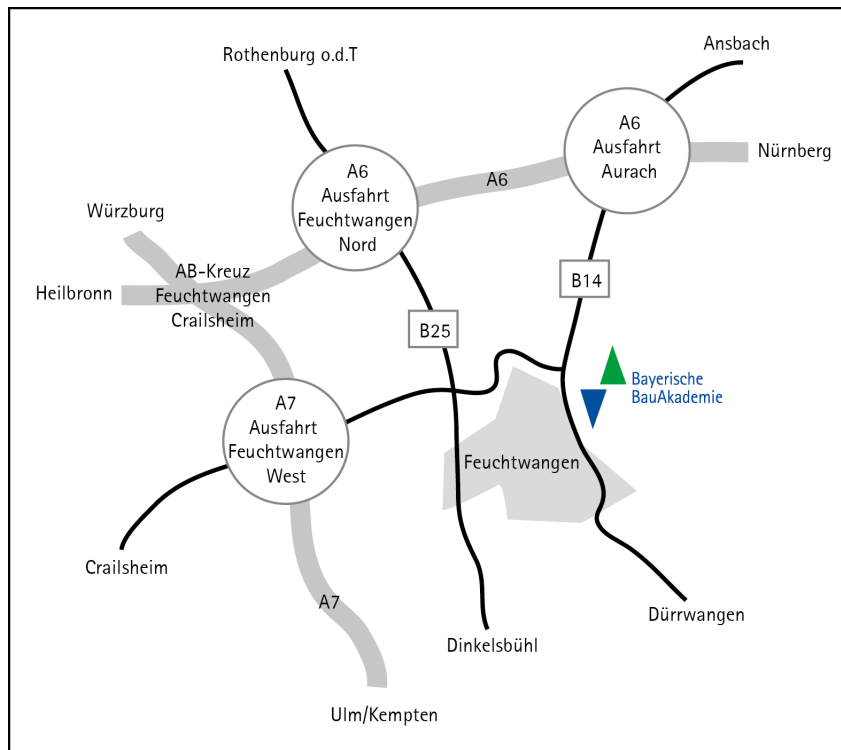 Ansbach
Rothenburg o.d.T
A6
Ausfahrt
Aurach
Nürnberg
A6
Ausfahrt
Feuchtwangen
Nord
A6
Würzburg
AB-Kreuz
Feuchtwangen
Crailsheim
Heilbronn
B14
B25
Bayerische
BauAkademie
A7
Ausfahrt
Feuchtwangen
West
Feuchtwangen
Crailsheim
A7
Dürrwangen
Dinkelsbühl
Ulm/Kempten